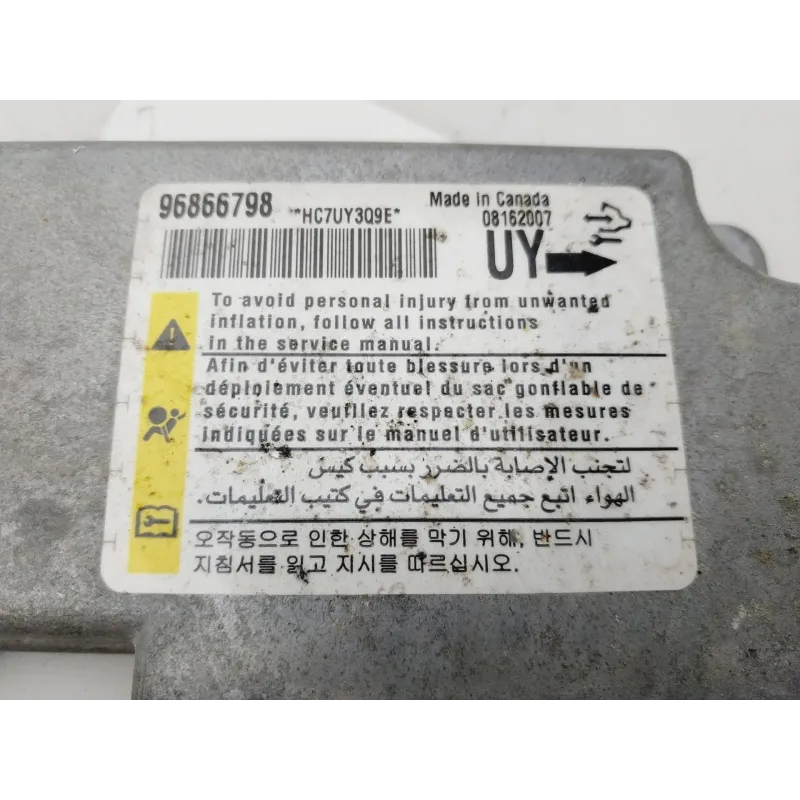 96866798
*HC7UY3Q9E*
Made in Canada
08162007
UY
To avoid personal injury from unwanted
inflation, follow all instructions
in the service manual.
Afin d'éviter toute blessure lors d'un
déploiement éventuel du sac gonflable de
sécurité, veuillez respecter les mesures
indiquées sur le manuel d'utilisateur.
لتجنب الإصابة بالضرر بسبب كيس
الهواء اتبع جميع التعليمات في كتيب التعليمات.
오작동으로 인한 상해를 막기 위해, 반드시
지침서를 읽고 지시를 따르십시오.